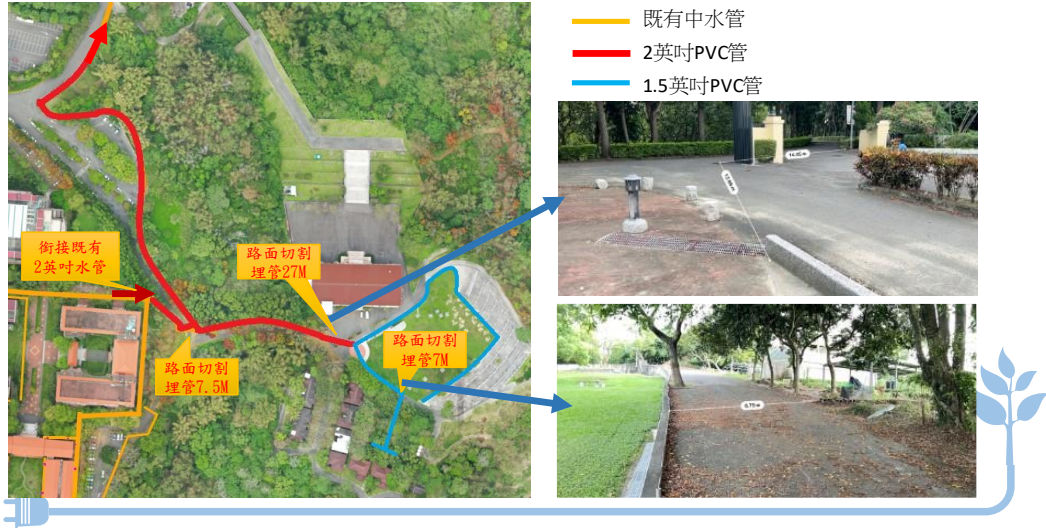 既有中水管
2英吋PVC管
1.5英吋PVC管
銜接既有
2英吋水管
路面切割
埋管27M
路面切割
埋管7M
路面切割
埋管7.5M
6.75 m